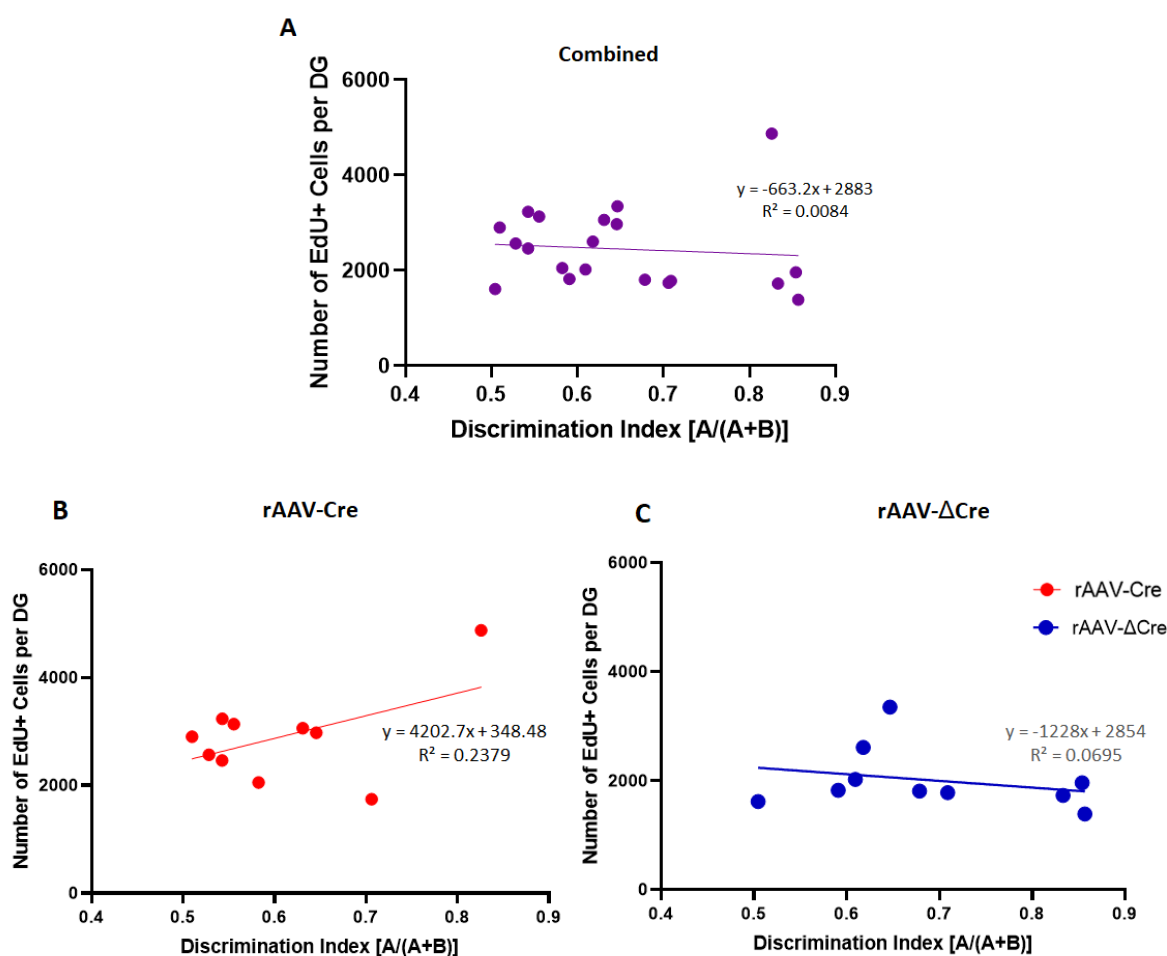 A
Combined
Number of EdU+ Cells per DG
6000
4000
2000
0
y = -663.2x + 2883
R² = 0.0084
0.4 0.5 0.6 0.7 0.8 0.9
Discrimination Index [A/(A+B)]
B
rAAV-Cre
Number of EdU+ Cells per DG
6000
4000
2000
0
y = 4202.7x + 348.48
R² = 0.2379
0.4 0.5 0.6 0.7 0.8 0.9
Discrimination Index [A/(A+B)]
C
rAAV-ΔCre
Number of EdU+ Cells per DG
6000
4000
2000
0
rAAV-Cre
rAAV-ΔCre
y = -1228x + 2854
R² = 0.0695
0.4 0.5 0.6 0.7 0.8 0.9
Discrimination Index [A/(A+B)]